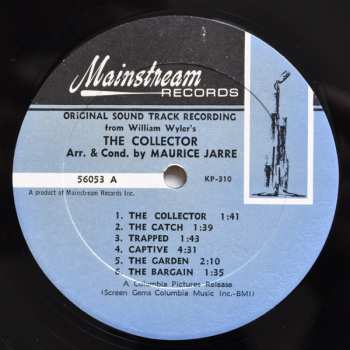 Mainstream
RECORDS
ORIGINAL SOUND TRACK RECORDING
from William Wyler's
THE COLLECTOR
Arr. & Cond. by MAURICE JARRE
56053 A KP-310
A product of Mainstream Records Inc.
1. THE COLLECTOR 1:41
2. THE CATCH 1:39
3. TRAPPED 1:43
4. CAPTIVE 4:31
5. THE GARDEN 2:10
6. THE BARGAIN 1:35
A Columbia Pictures Release
(Screen Gems Columbia Music Inc.-BMI)